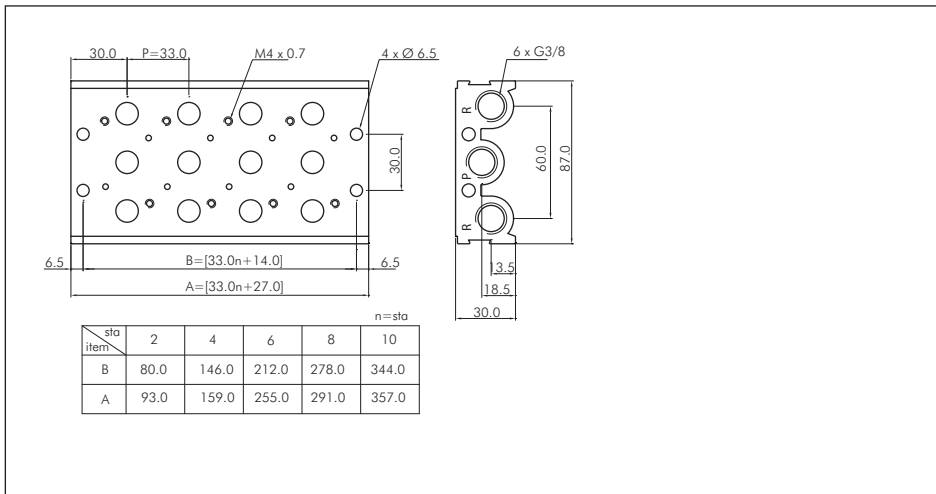 30.0 P=33.0 M4 x 0.7 4 x Ø 6.5 6 x G3/8
R
30.0 60.0 87.0
P
R
6.5 B=[33.0n+14.0] 6.5
13.5
A=[33.0n+27.0]
18.5
30.0
n=sta
sta
item 2 4 6 8 10
B 80.0 146.0 212.0 278.0 344.0
A 93.0 159.0 255.0 291.0 357.0